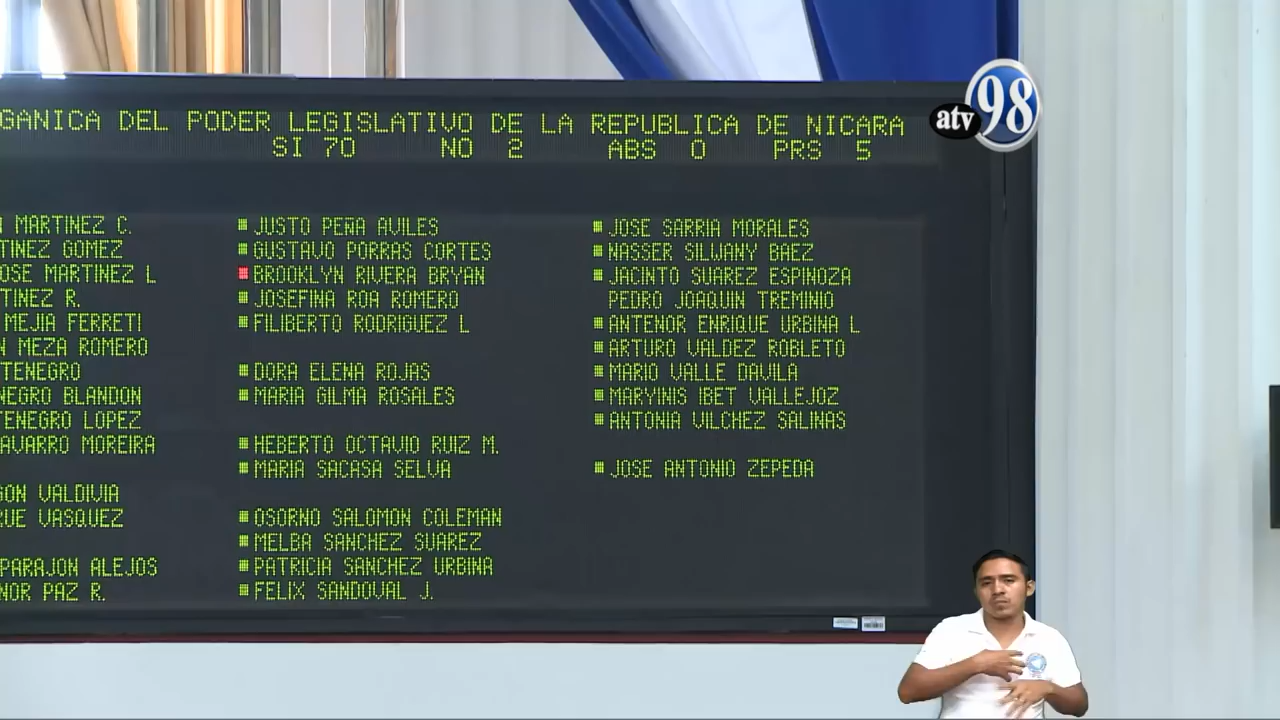 GANICA DEL PODER LEGISLATIVO DE LA REPUBLICA DE NICARA
SI 70 NO 2 ABS 0 PRS 5
atv 98
N MARTINEZ C.
TINEZ GOMEZ
OSE MARTINEZ L
TINEZ R.
MEJIA FERRETI
N MEZA ROMERO
TENEGRO
NEGRO BLANDON
TENEGRO LOPEZ
AVARRO MOREIRA
GON VALDIVIA
RUE VASQUEZ
PARAJON ALEJOS
NOR PAZ R.
JUSTO PEÑA AVILES
GUSTAVO PORRAS CORTES
BROOKLYN RIVERA BRYAN
JOSEFINA ROA ROMERO
FILIBERTO RODRIGUEZ L
DORA ELENA ROJAS
MARIA GILMA ROSALES
HEBERTO OCTAVIO RUIZ M.
MARIA SACASA SELVA
OSORNO SALOMON COLEMAN
MELBA SANCHEZ SUAREZ
PATRICIA SANCHEZ URBINA
FELIX SANDOVAL J.
JOSE SARRIA MORALES
NASSER SILWANY BAEZ
JACINTO SUAREZ ESPINOZA
PEDRO JOAQUIN TREMINIO
ANTENOR ENRIQUE URBINA L
ARTURO VALDEZ ROBLETO
MARIO VALLE DAVILA
MARYINIS IBET VALLEJOZ
ANTONIA VILCHEZ SALINAS
JOSE ANTONIO ZEPEDA